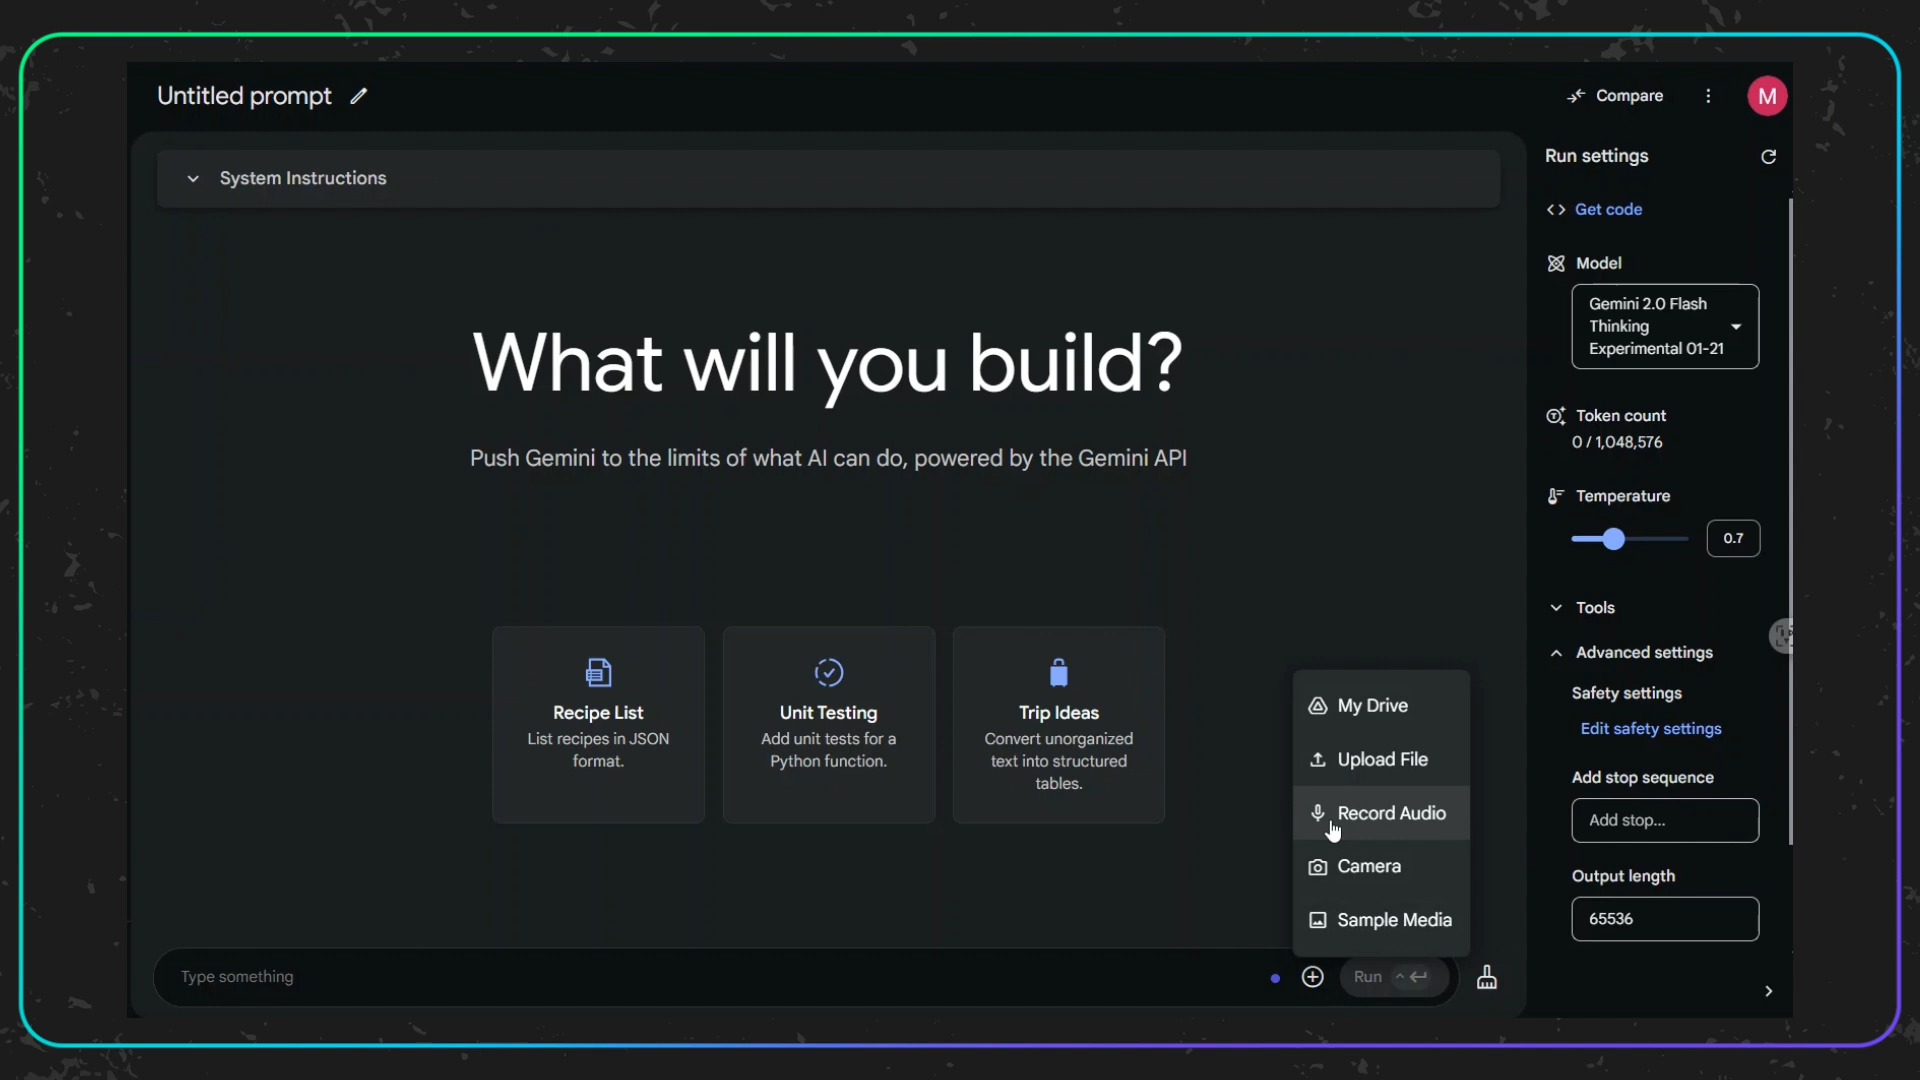 Untitled prompt
Compare
M
System Instructions
What will you build?
Push Gemini to the limits of what AI can do, powered by the Gemini API
Recipe List
List recipes in JSON
format.
Unit Testing
Add unit tests for a
Python function.
Trip Ideas
Convert unorganized
text into structured
tables.
My Drive
Upload File
Record Audio
Camera
Sample Media
Type something
Run
Run settings
Get code
Model
Gemini 2.0 Flash
Thinking
Experimental 01-21
Token count
0 / 1,048,576
Temperature
0.7
Tools
Advanced settings
Safety settings
Edit safety settings
Add stop sequence
Add stop...
Output length
65536